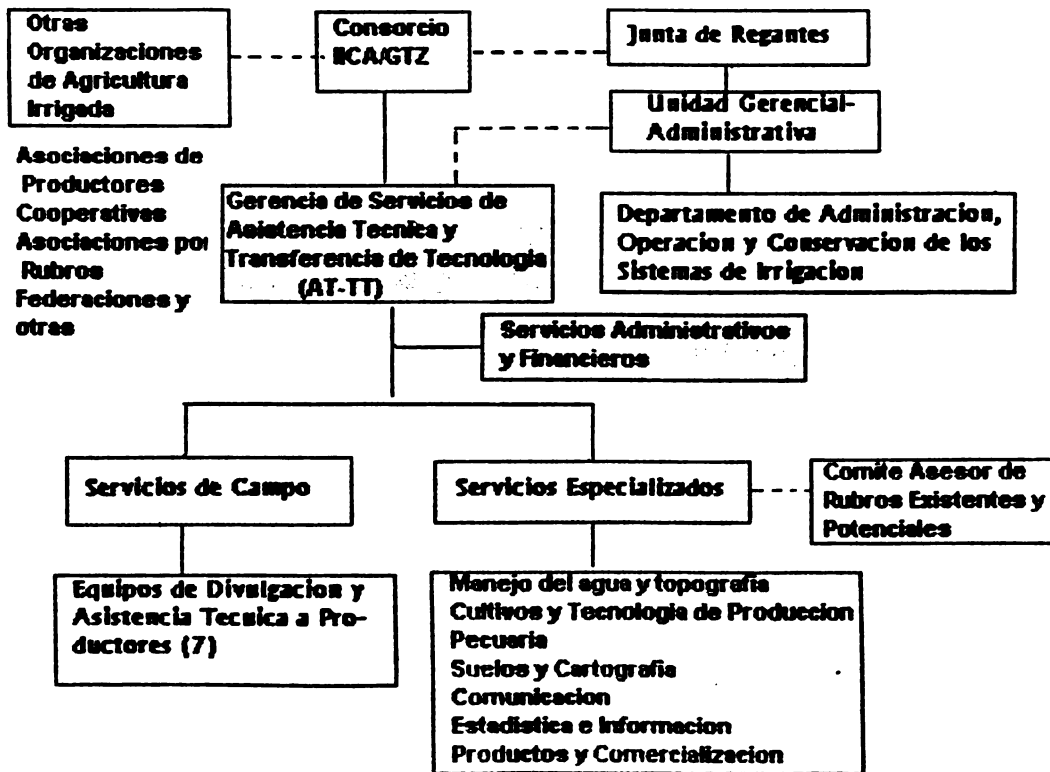 Otras
Organizaciones
de Agricultura
Irrigada
Consorcio
IICA/GTZ
Junta de Regantes
Unidad Gerencial-
Administrativa
Asociaciones de
Productores
Cooperativas
Asociaciones por
Rubros
Federaciones y
otras
Gerencia de Servicios de
Asistencia Tecnica y
Transferencia de Tecnologia
(AT-TT)
Departamento de Administracion,
Operacion y Conservacion de los
Sistemas de Irrigacion
Servicios Administrativos
y Financieros
Servicios de Campo
Servicios Especializados
Comite Asesor de
Rubros Existentes y
Potenciales
Equipos de Divulgacion y
Asistencia Tecnica a Pro-
ductores (7)
Manejo del agua y topografia
Cultivos y Tecnologia de Produccion
Pecuaria
Suelos y Cartografia
Comunicacion
Estadistica e Informacion
Productos y Comercializacion